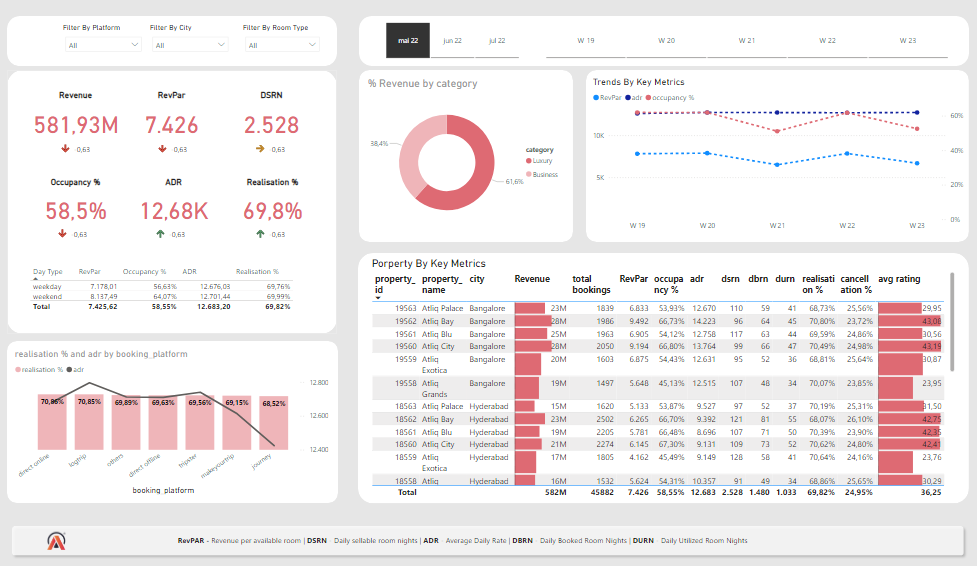 Filter By Platform Filter By City Filter By Room Type
All All All
mai 22 jun 22 jul 22 W 19 W 20 W 21 W 22 W 23
Revenue RevPar DSRN
581,93M 7.426 2.528
-0,63 -0,63 -0,63
Occupancy % ADR Realisation %
58,5% 12,68K 69,8%
-0,63 -0,63 -0,63
Day Type RevPar Occupancy % ADR Realisation %
weekday 7.178,01 56,63% 12.676,03 69,76%
weekend 8.137,49 64,07% 12.701,44 69,99%
Total 7.425,62 58,55% 12.683,20 69,82%
% Revenue by category
38,4%
61,6%
category
Luxury
Business
Trends By Key Metrics
RevPar adr occupancy %
10K
5K
60%
40%
20%
0%
W 19 W 20 W 21 W 22 W 23
realisation % and adr by booking_platform
realisation % adr
12.800
12.600
12.400
70,86% 70,85% 69,89% 69,63% 69,56% 69,15% 68,52%
direct online logtrip others direct offline tripster makeyourtrip journey
booking_platform
Porperty By Key Metrics
property_id property_name city Revenue total bookings RevPar occupancy % adr dsrn dbrn durn realisation % cancellation % avg rating
19563 Atliq Palace Bangalore 23M 1839 6.833 53,93% 12.670 110 59 41 68,73% 25,56% 29,95
19562 Atliq Bay Bangalore 28M 1986 9.492 66,73% 14.223 96 64 45 70,80% 23,72% 43,08
19561 Atliq Blu Bangalore 25M 1963 6.905 54,12% 12.758 117 63 44 69,59% 24,86% 30,56
19560 Atliq City Bangalore 28M 2050 9.194 66,80% 13.764 99 66 47 70,49% 24,98% 43,19
19559 Atliq Exotica Bangalore 20M 1603 6.875 54,43% 12.631 95 52 36 68,81% 25,64% 30,87
19558 Atliq Grands Bangalore 19M 1497 5.648 45,13% 12.515 107 48 34 70,07% 23,85% 23,95
18563 Atliq Palace Hyderabad 15M 1620 5.133 53,87% 9.527 97 52 37 70,19% 25,31% 31,50
18562 Atliq Bay Hyderabad 23M 2502 6.265 66,70% 9.392 121 81 55 68,07% 26,10% 42,75
18561 Atliq Blu Hyderabad 19M 2205 5.781 66,48% 8.696 107 71 50 70,39% 23,90% 42,35
18560 Atliq City Hyderabad 21M 2274 6.145 67,30% 9.131 109 73 52 70,62% 24,80% 42,41
18559 Atliq Exotica Hyderabad 17M 1805 4.162 45,49% 9.149 128 58 41 70,64% 24,16% 23,76
18558 Atliq Hyderabad 16M 1532 5.624 54,31% 10.357 91 49 34 68,86% 25,65% 30,29
Total 582M 45882 7.426 58,55% 12.683 2.528 1.480 1.033 69,82% 24,95% 36,25
RevPAR - Revenue per available room | DSRN - Daily sellable room nights | ADR - Average Daily Rate | DBRN - Daily Booked Room Nights | DURN - Daily Utilized Room Nights